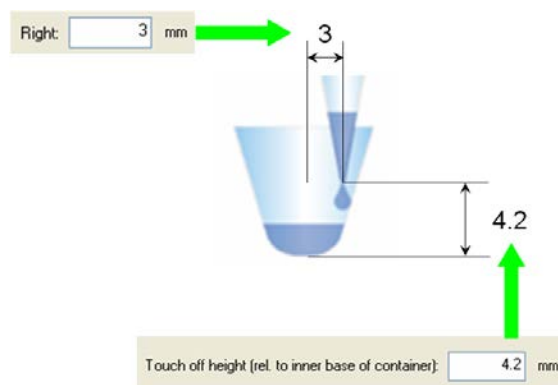 Right: 3 mm
3
4.2
Touch off height (rel. to inner base of container): 4.2 mm